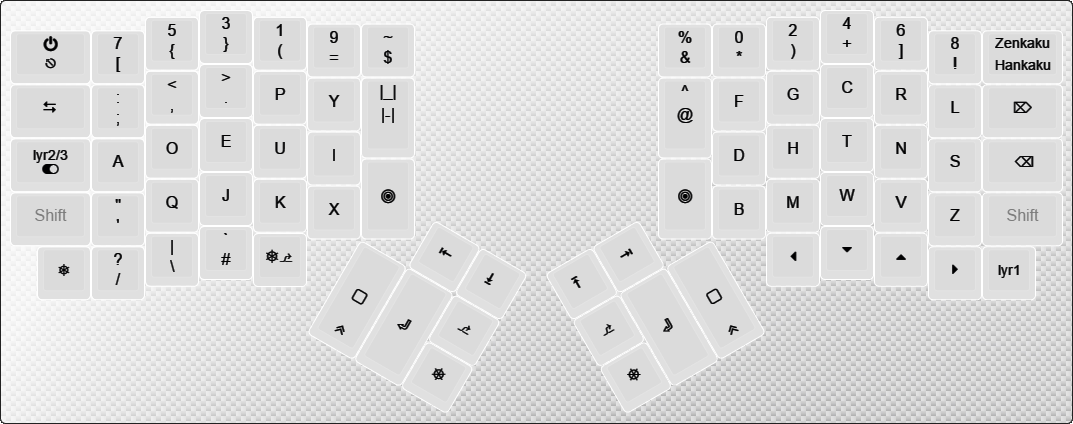 7
[
5
{
3
}
1
(
9
=
~
$
%
&
0
*
2
)
4
+
6
]
8
!
Zenkaku
Hankaku
:
;
<
,
>
.
P
Y
|_|
|-|
^
@
F
G
C
R
L
lyr2/3
A
O
E
U
I
D
H
T
N
S
Shift
"
'
Q
J
K
X
B
M
W
V
Z
Shift
?
/
|
\
`
#
lyr1